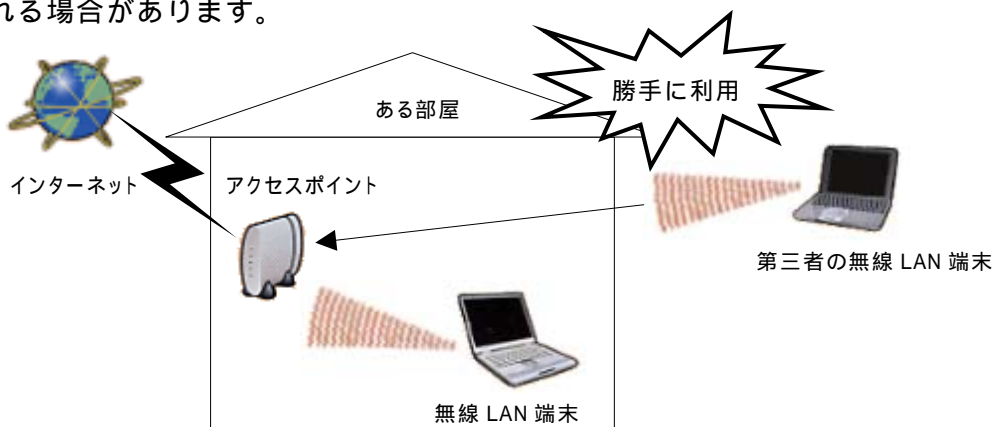 れる場合があります。
勝手に利用
ある部屋
インターネット
アクセスポイント
第三者の無線 LAN 端末
無線 LAN 端末